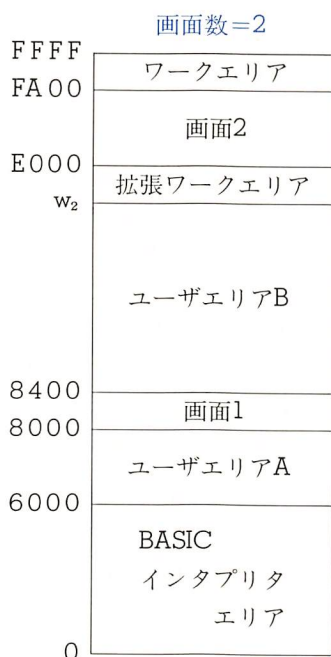 画面数=2
FFFF
ワークエリア
FA00
画面2
E000
拡張ワークエリア
w₂
ユーザエリアB
8400
画面1
8000
ユーザエリアA
6000
BASIC
インタプリタ
エリア
0